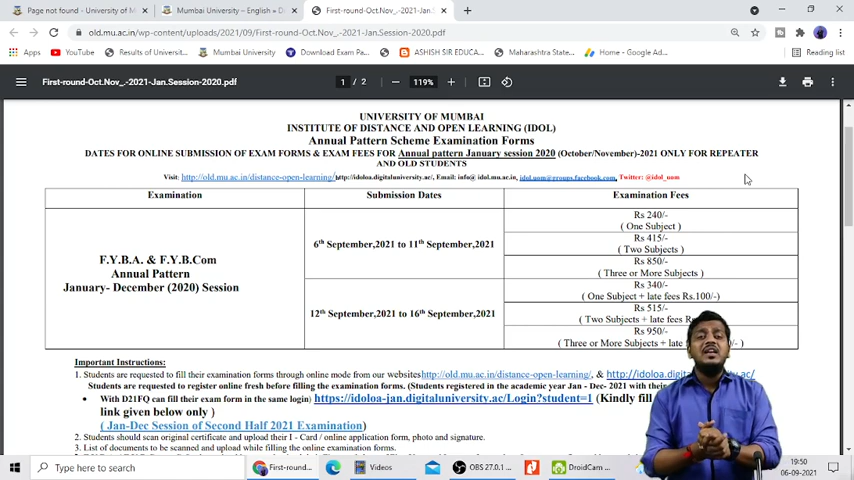 Page not found - University of M
Mumbai University – English » D
First-round-Oct.Nov_.-2021-Jan.S
old.mu.ac.in/wp-content/uploads/2021/09/First-round-Oct.Nov_.-2021-Jan.Session-2020.pdf
Apps
YouTube
Results of University
Mumbai University
Download Exam Pa
ASHISH SIR EDUCA
Maharashtra State
Home - Google Ad
Reading list
First-round-Oct.Nov_.-2021-Jan.Session-2020.pdf
1 / 2
119%
UNIVERSITY OF MUMBAI
INSTITUTE OF DISTANCE AND OPEN LEARNING (IDOL)
Annual Pattern Scheme Examination Forms
DATES FOR ONLINE SUBMISSION OF EXAM FORMS & EXAM FEES FOR Annual pattern January session 2020 (October/November)-2021 ONLY FOR REPEATER
AND OLD STUDENTS
Visit: http://old.mu.ac.in/distance-open-learning/,http://idoloa.digitaluniversity.ac/, Email: info@ idol.mu.ac.in, idol.uom@groups.facebook.com, Twitter: @idol_uom
Examination
Submission Dates
Examination Fees
F.Y.B.A. & F.Y.B.Com
Annual Pattern
January- December (2020) Session
6th September,2021 to 11th September,2021
Rs 240/-
( One Subject)
Rs 415/-
( Two Subjects )
Rs 850/-
( Three or More Subjects )
12th September,2021 to 16th September,2021
Rs 340/-
( One Subject + late fees Rs.100/-)
Rs 515/-
( Two Subjects + late fees
Rs 950/-
( Three or More Subjects + late
/- )
Important Instructions:
1. Students are requested to fill their examination forms through online mode from our websiteshttp://old.mu.ac.in/distance-open-learning/, & http://idoloa.digit
ac/
Students are requested to register online fresh before filling the examination forms. (Students registered in the academic year Jan - Dec- 2021 with their
With D21FQ can fill their exam form in the same login) https://idoloa-jan.digitaluniversity.ac/Login?student=1 (Kindly fill
link given below only )
( Jan-Dec Session of Second Half 2021 Examination)
2. Students should scan original certificate and upload their I - Card / online application form, photo and signature.
3. List of documents to be scanned and upload while filling the online examination forms.
Type here to search
First-round-
Videos
OBS 27.0.1
DroidCam
19:50
06-09-2021